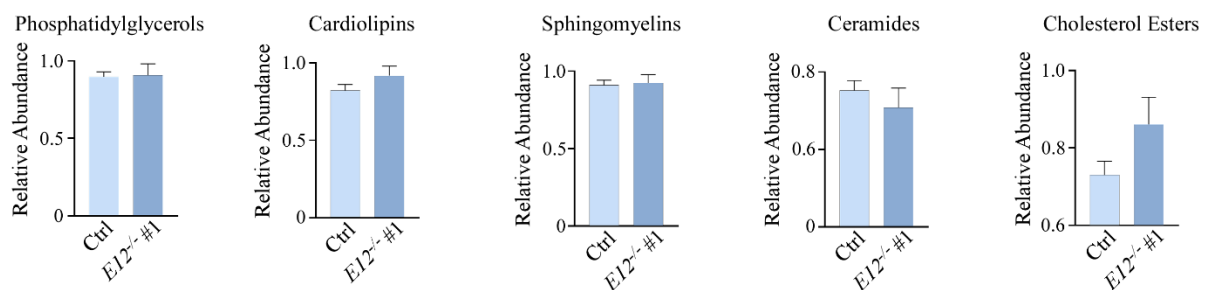 Phosphatidylglycerols
Relative Abundance
1.0
0.5
0
Ctrl
E12-/- #1
Cardiolipins
Relative Abundance
1.0
0.5
0
Ctrl
E12-/- #1
Sphingomyelins
Relative Abundance
1.0
0.5
0
Ctrl
E12-/- #1
Ceramides
Relative Abundance
0.8
0.6
0
Ctrl
E12-/- #1
Cholesterol Esters
Relative Abundance
1.0
0.8
0.6
Ctrl
E12-/- #1